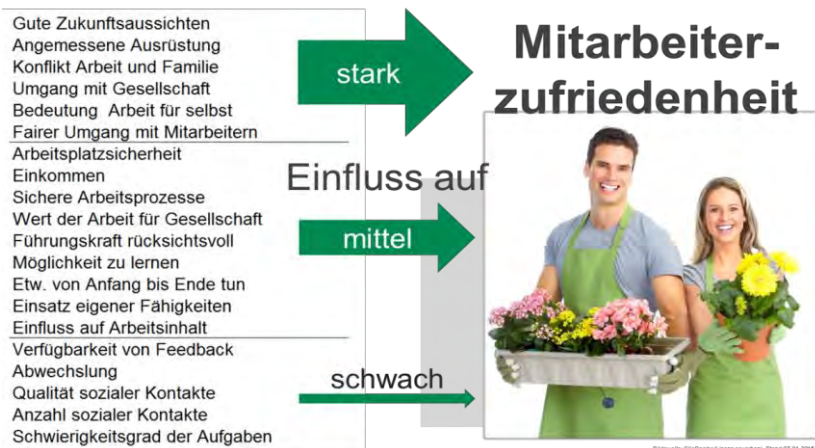 Gute Zukunftsaussichten
Angemessene Ausrüstung
Konflikt Arbeit und Familie
Umgang mit Gesellschaft
Bedeutung Arbeit für selbst
Fairer Umgang mit Mitarbeitern
Arbeitsplatzsicherheit
Einkommen
Sichere Arbeitsprozesse
Wert der Arbeit für Gesellschaft
Führungskraft rücksichtsvoll
Möglichkeit zu lernen
Etw. von Anfang bis Ende tun
Einsatz eigener Fähigkeiten
Einfluss auf Arbeitsinhalt
Verfügbarkeit von Feedback
Abwechslung
Qualität sozialer Kontakte
Anzahl sozialer Kontakte
Schwierigkeitsgrad der Aufgaben
stark
Einfluss auf
mittel
schwach
Mitarbeiter-
zufriedenheit